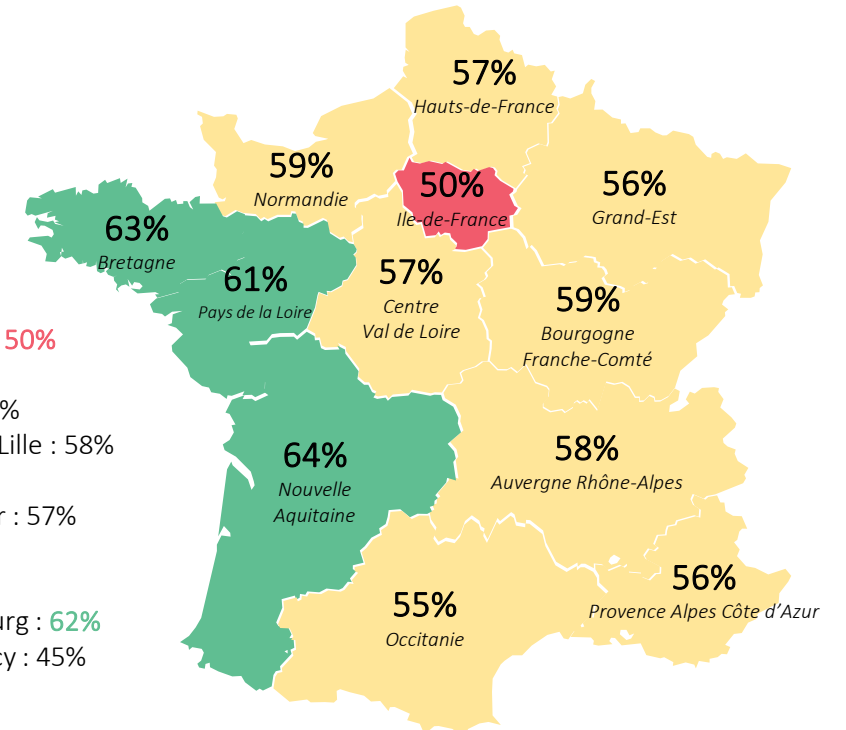 57%
Hauts-de-France
59%
Normandie
50%
Ile-de-France
56%
Grand-Est
63%
Bretagne
61%
Pays de la Loire
57%
Centre
Val de Loire
59%
Bourgogne
Franche-Comté
50%
%
Lille : 58%
64%
Nouvelle
Aquitaine
58%
Auvergne Rhône-Alpes
: 57%
56%
Provence Alpes Côte d’Azur
55%
Occitanie
: 62%
: 45%